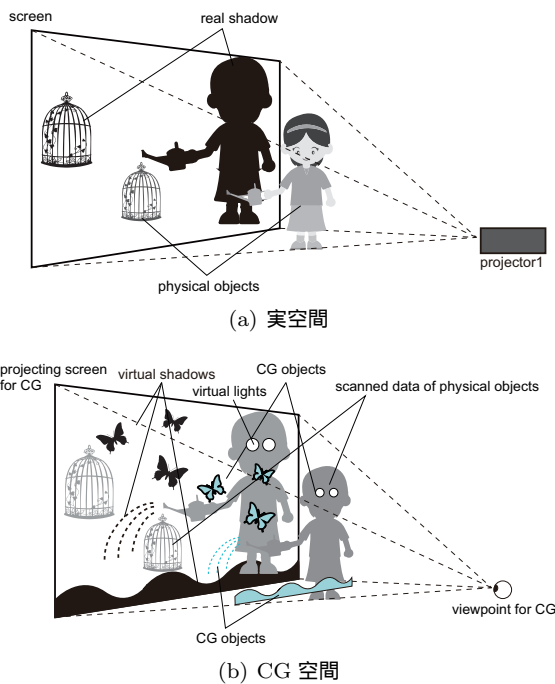 screen
real shadow
projector1
physical objects
(a) 実空間
projecting screen
for CG
virtual shadows
virtual lights
CG objects
scanned data of physical objects
viewpoint for CG
CG objects
(b) CG 空間